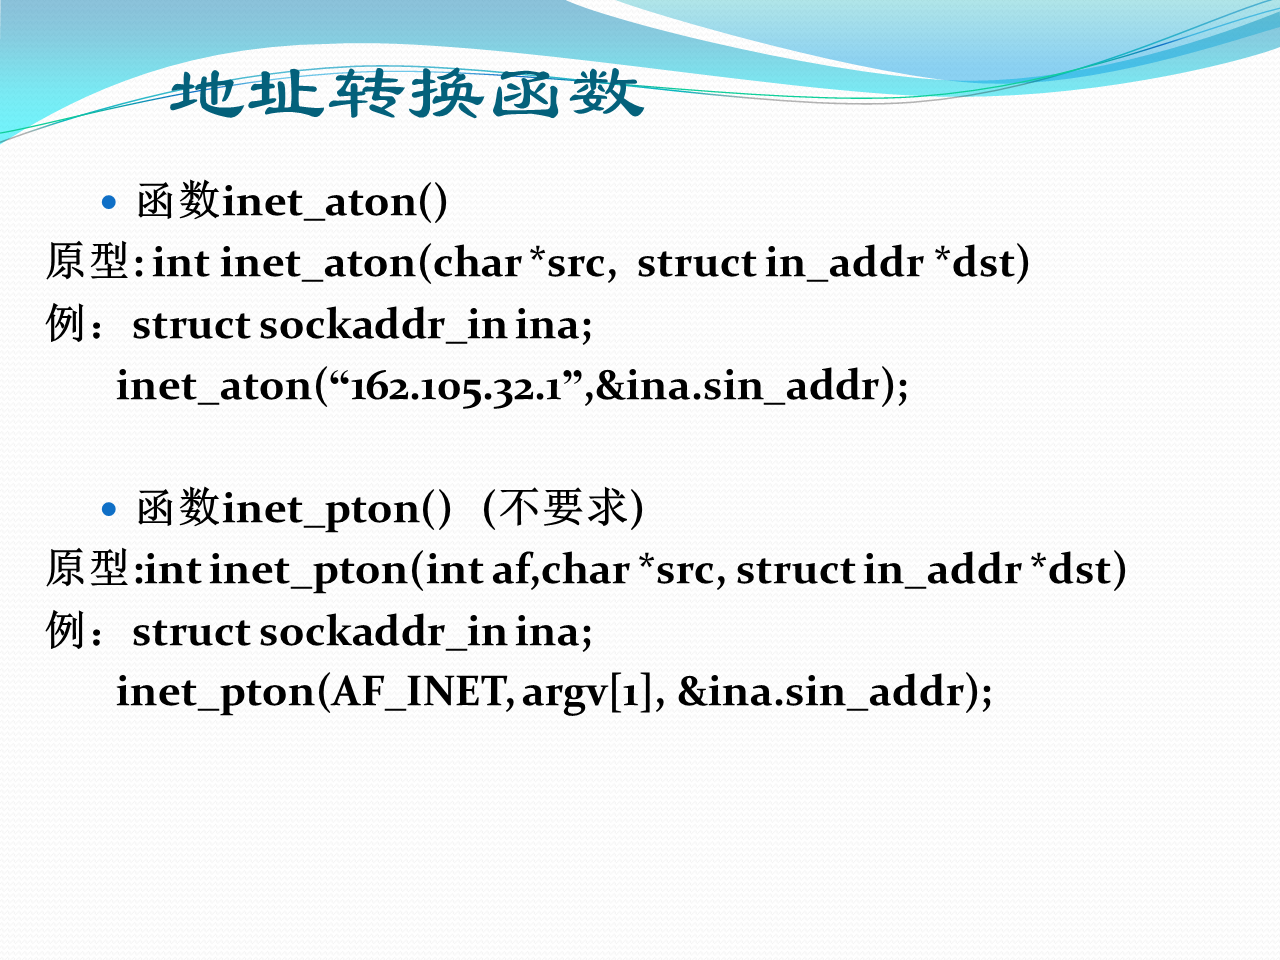 地址转换函数
• 函数inet_aton()
原型: int inet_aton(char *src, struct in_addr *dst)
例：struct sockaddr_in ina;
inet_aton(“162.105.32.1”,&ina.sin_addr);
• 函数inet_pton() (不要求)
原型:int inet_pton(int af,char *src, struct in_addr *dst)
例：struct sockaddr_in ina;
inet_pton(AF_INET, argv[1], &ina.sin_addr);